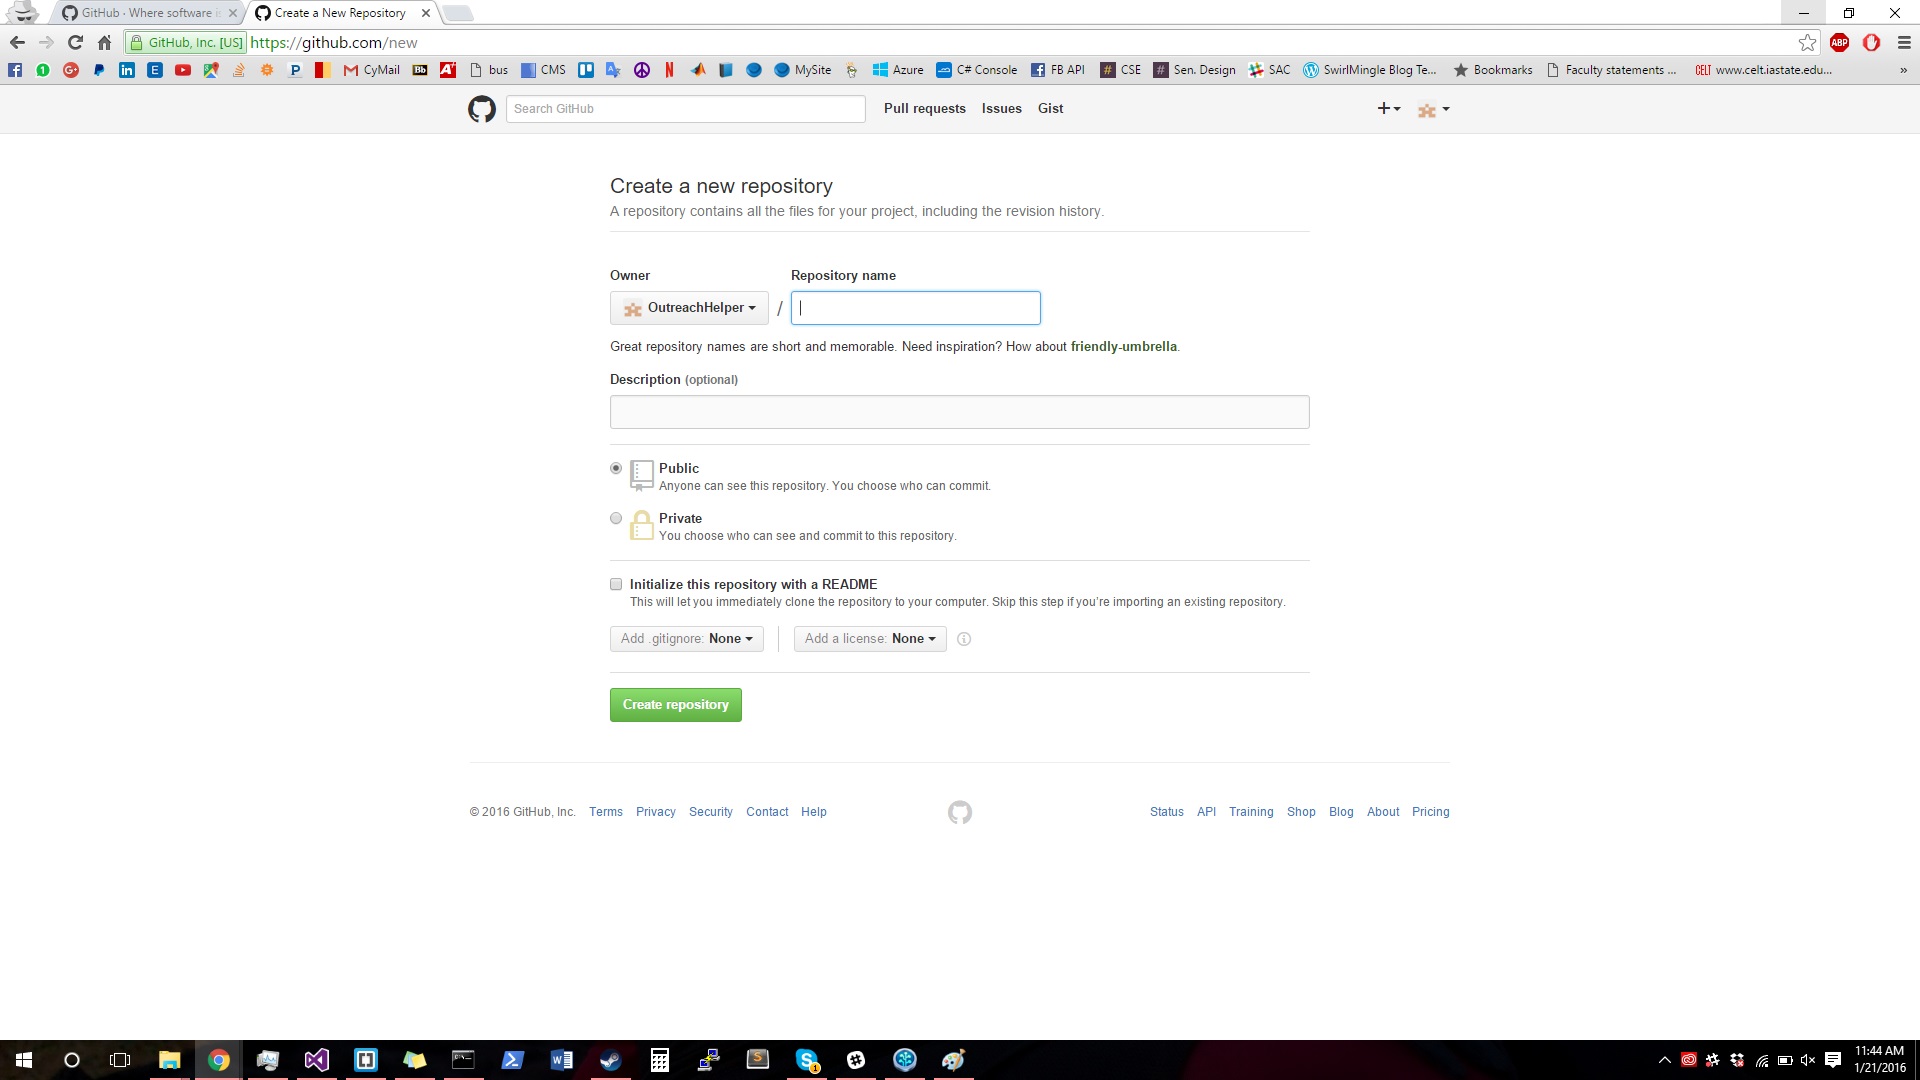 GitHub · Where software is
Create a New Repository
GitHub, Inc. [US]
https://github.com/new
CyMail
Bb
bus
CMS
MySite
Azure
C# Console
FB API
CSE
Sen. Design
SAC
SwirlMingle Blog Te...
Bookmarks
Faculty statements ...
CELT www.celt.iastate.edu...
»
ABP
Search GitHub
Pull requests Issues Gist
Create a new repository
A repository contains all the files for your project, including the revision history.
Owner
Repository name
OutreachHelper
/
Great repository names are short and memorable. Need inspiration? How about friendly-umbrella.
Description (optional)
Public
Anyone can see this repository. You choose who can commit.
Private
You choose who can see and commit to this repository.
Initialize this repository with a README
This will let you immediately clone the repository to your computer. Skip this step if you're importing an existing repository.
Add .gitignore: None
Add a license: None
Create repository
© 2016 GitHub, Inc. Terms Privacy Security Contact Help
Status API Training Shop Blog About Pricing
11:44 AM
1/21/2016